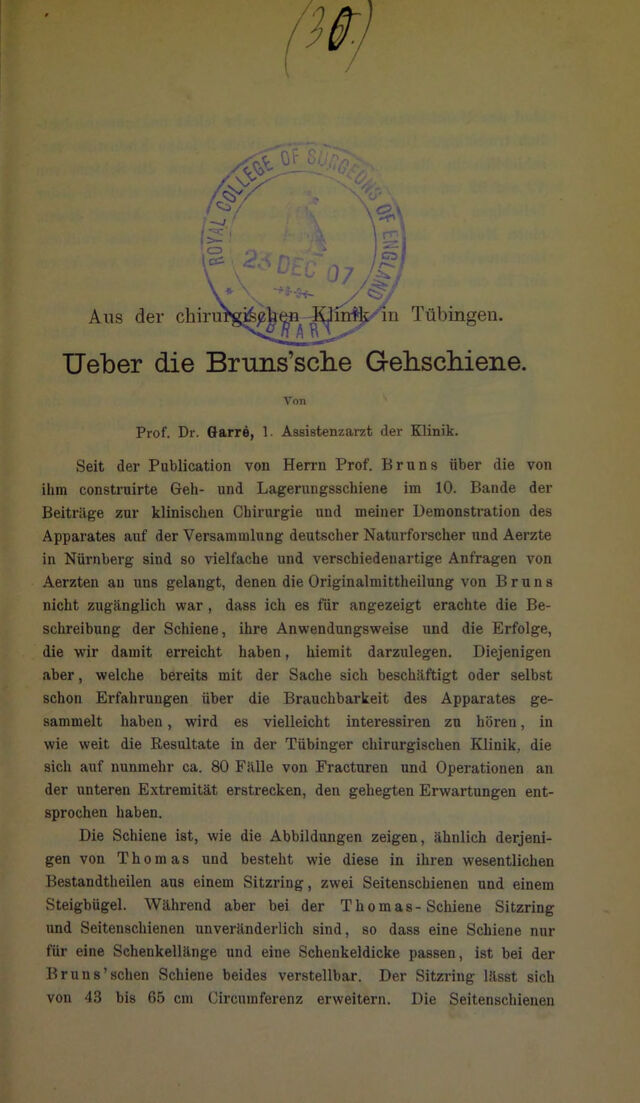 ROYAL COLLEGE OF SURGEONS OF ENGLAND
23 DEC 07
LIBRARY
Aus der chirurgischen Klinik in Tübingen.
Ueber die Bruns'sche Gehschiene.
Von
Prof. Dr. Garrè, 1. Assistenzarzt der Klinik.
Seit der Publication von Herrn Prof. Bruns über die von
ihm construirte Geh- und Lagerungsschiene im 10. Bande der
Beiträge zur klinischen Chirurgie und meiner Demonstration des
Apparates auf der Versammlung deutscher Naturforscher und Aerzte
in Nürnberg sind so vielfache und verschiedenartige Anfragen von
Aerzten an uns gelangt, denen die Originalmittheilung von Bruns
nicht zugänglich war, dass ich es für angezeigt erachte die Be-
schreibung der Schiene, ihre Anwendungsweise und die Erfolge,
die wir damit erreicht haben, hiemit darzulegen. Diejenigen
aber, welche bereits mit der Sache sich beschäftigt oder selbst
schon Erfahrungen über die Brauchbarkeit des Apparates ge-
sammelt haben, wird es vielleicht interessiren zu hören, in
wie weit die Resultate in der Tübinger chirurgischen Klinik, die
sich auf nunmehr ca. 80 Fälle von Fracturen und Operationen an
der unteren Extremität erstrecken, den gehegten Erwartungen ent-
sprochen haben.
Die Schiene ist, wie die Abbildungen zeigen, ähnlich derjeni-
gen von Thomas und besteht wie diese in ihren wesentlichen
Bestandtheilen aus einem Sitzring, zwei Seitenschienen und einem
Steigbügel. Während aber bei der Thomas-Schiene Sitzring
und Seitenschienen unveränderlich sind, so dass eine Schiene nur
für eine Schenkellänge und eine Schenkeldicke passen, ist bei der
Bruns'schen Schiene beides verstellbar. Der Sitzring lässt sich
von 43 bis 65 cm Circumferenz erweitern. Die Seitenschienen